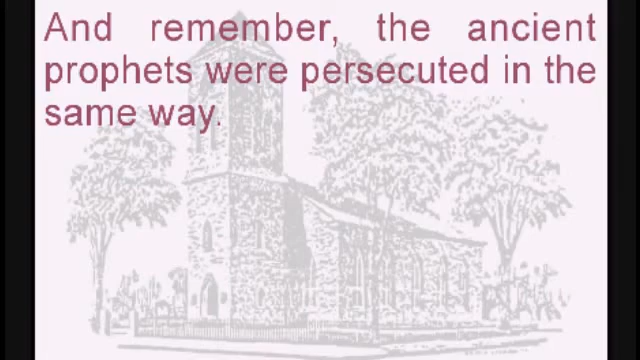 And remember, the ancient
prophets were persecuted in the
same way.